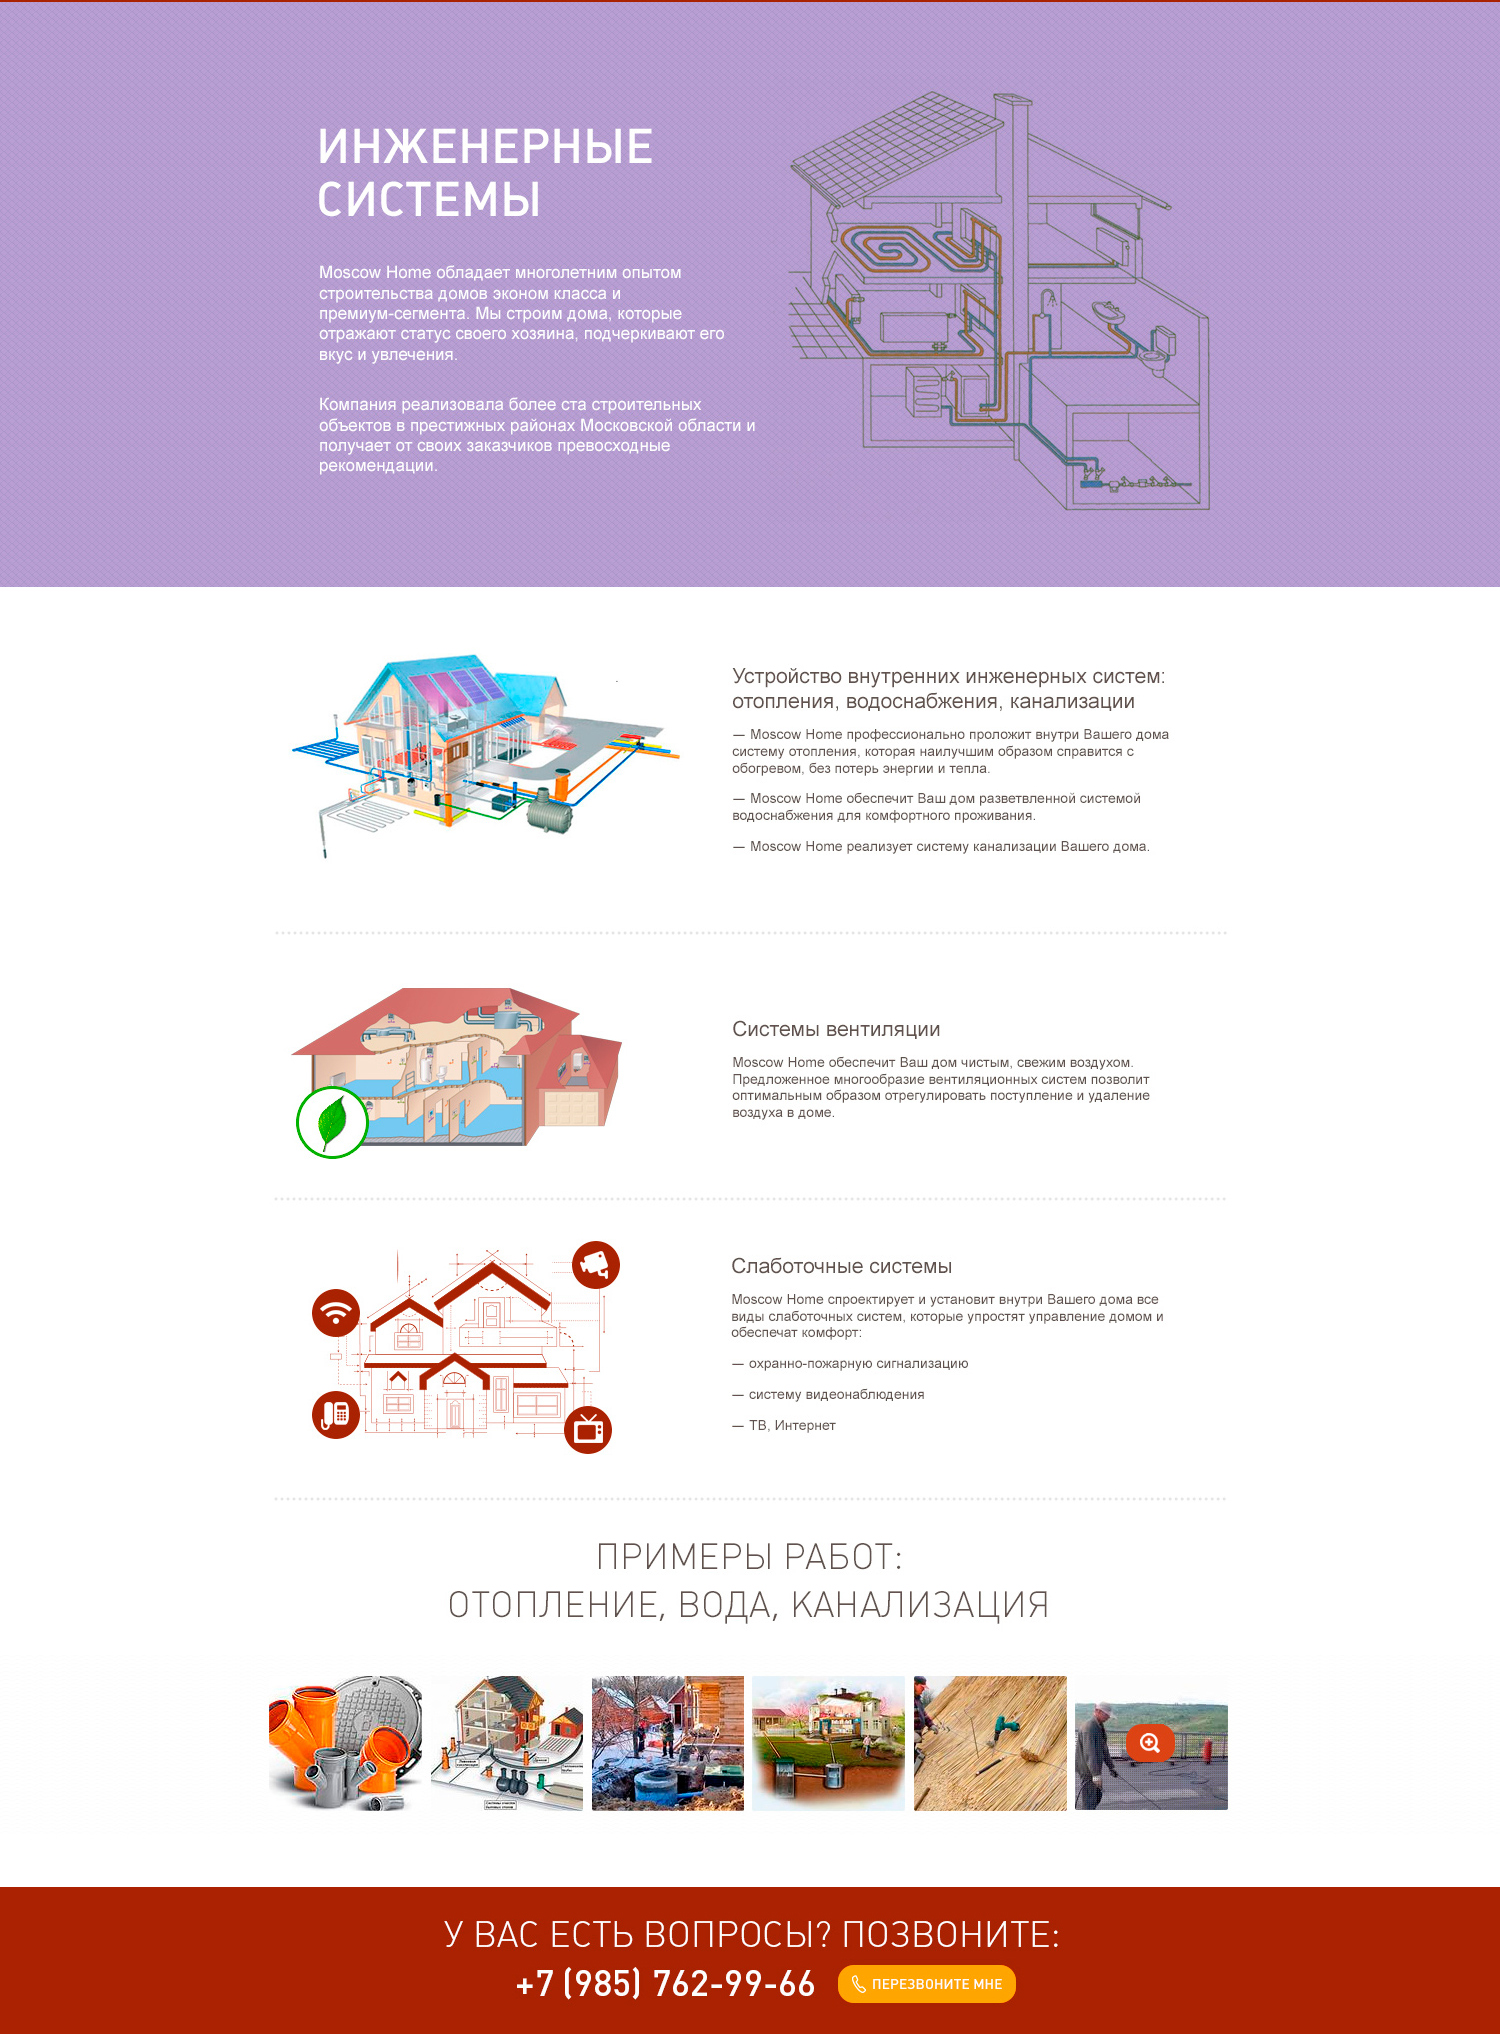 ИНЖЕНЕРНЫЕ
СИСТЕМЫ
Moscow Home обладает многолетним опытом
строительства домов эконом класса и
премиум-сегмента. Мы строим дома, которые
отражают статус своего хозяина, подчеркивают его
вкус и увлечения.
Компания реализовала более ста строительных
объектов в престижных районах Московской области и
получает от своих заказчиков превосходные
рекомендации.
Устройство внутренних инженерных систем:
отопления, водоснабжения, канализации
— Moscow Home профессионально проложит внутри Вашего дома
систему отопления, которая наилучшим образом справится с
обогревом, без потерь энергии и тепла.
— Moscow Home обеспечит Ваш дом разветвленной системой
водоснабжения для комфортного проживания.
— Moscow Home реализует систему канализации Вашего дома.
Системы вентиляции
Moscow Home обеспечит Ваш дом чистым, свежим воздухом.
Предложенное многообразие вентиляционных систем позволит
оптимальным образом отрегулировать поступление и удаление
воздуха в доме.
Слаботочные системы
Moscow Home спроектирует и установит внутри Вашего дома все
виды слаботочных систем, которые упростят управление домом и
обеспечат комфорт:
— охранно-пожарную сигнализацию
— систему видеонаблюдения
— ТВ, Интернет
ПРИМЕРЫ РАБОТ:
ОТОПЛЕНИЕ, ВОДА, КАНАЛИЗАЦИЯ
У ВАС ЕСТЬ ВОПРОСЫ? ПОЗВОНИТЕ:
+7 (985) 762-99-66
ПЕРЕЗВОНИТЕ МНЕ